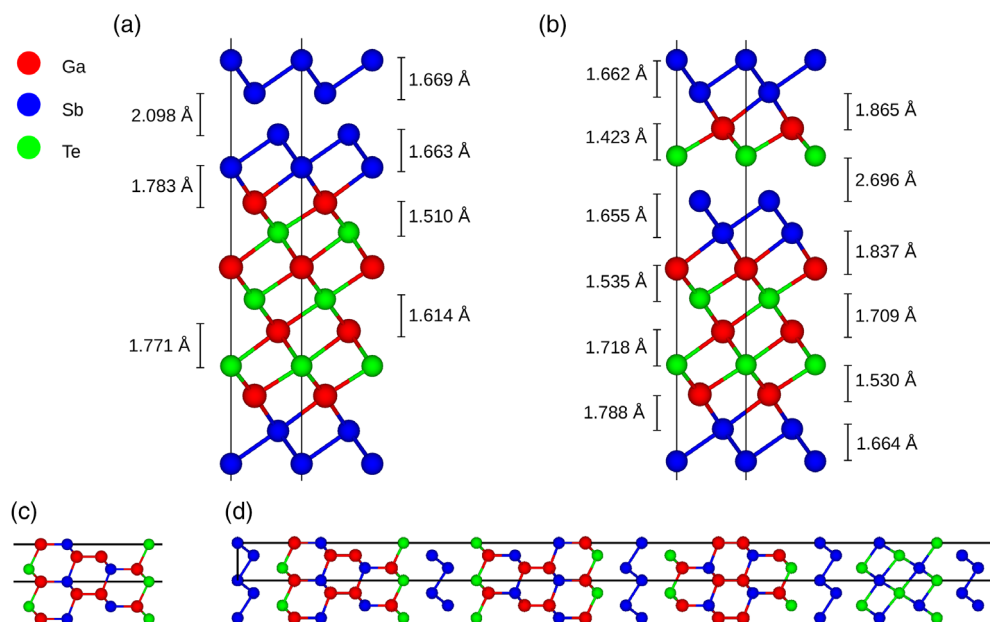 (a)
(b)
Ga
Sb
Te
1.669 Å
2.098 Å
1.663 Å
1.783 Å
1.510 Å
1.614 Å
1.771 Å
1.662 Å
1.865 Å
1.423 Å
2.696 Å
1.655 Å
1.837 Å
1.535 Å
1.709 Å
1.718 Å
1.530 Å
1.788 Å
1.664 Å
(c)
(d)